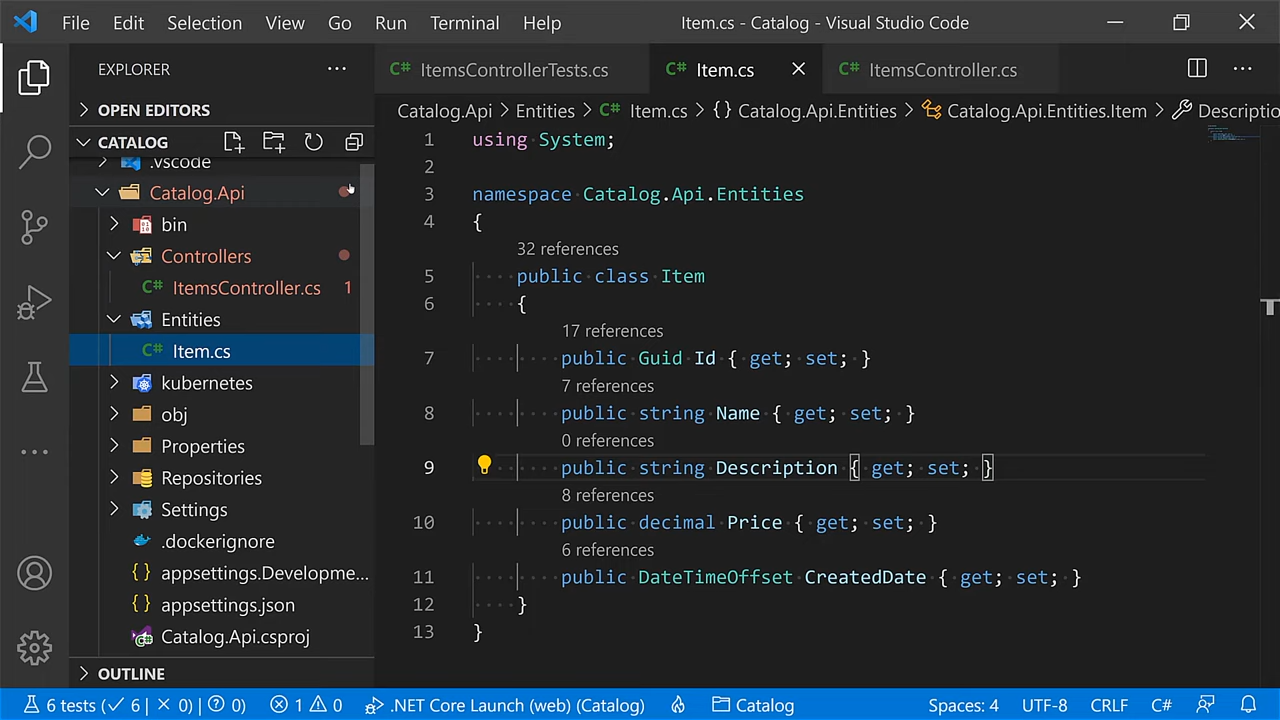 File Edit Selection View Go Run Terminal Help Item.cs - Catalog - Visual Studio Code
EXPLORER
OPEN EDITORS
CATALOG
.vscode
Catalog.Api
bin
Controllers
C# ItemsController.cs 1
Entities
C# Item.cs
kubernetes
obj
Properties
Repositories
Settings
.dockerignore
{} appsettings.Developme...
{} appsettings.json
Catalog.Api.csproj
OUTLINE
C# ItemsControllerTests.cs C# Item.cs C# ItemsController.cs
Catalog.Api > Entities > C# Item.cs > {} Catalog.Api.Entities > Catalog.Api.Entities.Item > Descriptio
1 using System;
2
3 namespace Catalog.Api.Entities
4 {
32 references
5 public class Item
6 {
17 references
7 public Guid Id { get; set; }
7 references
8 public string Name { get; set; }
0 references
9 public string Description { get; set; }
8 references
10 public decimal Price { get; set; }
6 references
11 public DateTimeOffset CreatedDate { get; set; }
12 }
13 }
6 tests (✓ 6 | × 0) | ? 0) 1 0 .NET Core Launch (web) (Catalog) Catalog Spaces: 4 UTF-8 CRLF C#